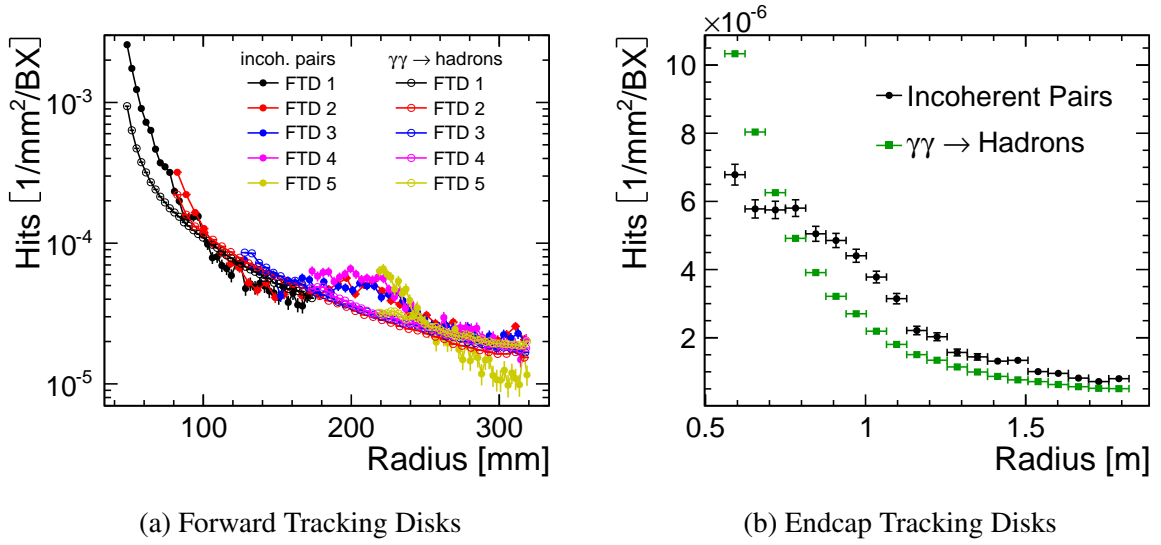 Hits [1/mm²/BX]
10⁻³
10⁻⁴
10⁻⁵
incoh. pairs γγ → hadrons
FTD 1 FTD 1
FTD 2 FTD 2
FTD 3 FTD 3
FTD 4 FTD 4
FTD 5 FTD 5
100 200 300
Radius [mm]
(a) Forward Tracking Disks
×10⁻⁶
Hits [1/mm²/BX]
10
8
6
4
2
Incoherent Pairs
γγ → Hadrons
0.5 1 1.5
Radius [m]
(b) Endcap Tracking Disks